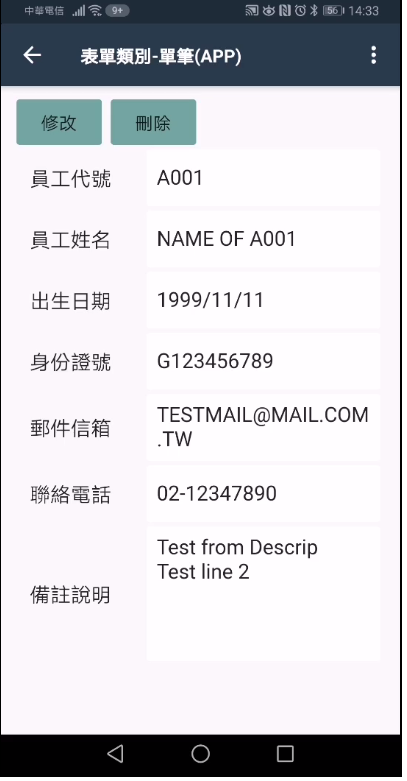 中華電信 9+ 56 14:33
表單類別-單筆(APP)
修改 刪除
員工代號 A001
員工姓名 NAME OF A001
出生日期 1999/11/11
身份證號 G123456789
郵件信箱 TESTMAIL@MAIL.COM
.TW
聯絡電話 02-12347890
備註說明 Test from Descrip
Test line 2